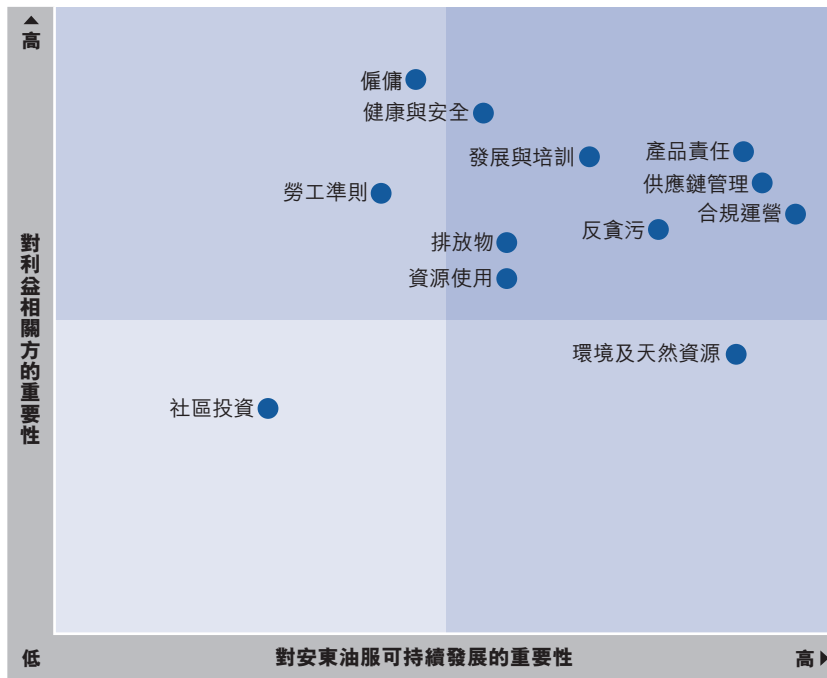 高
僱傭
健康與安全
發展與培訓
產品責任
供應鏈管理
勞工準則
合規運營
反貪污
排放物
資源使用
對利益相關方的重要性
環境及天然資源
社區投資
低
對安東油服可持續發展的重要性
高